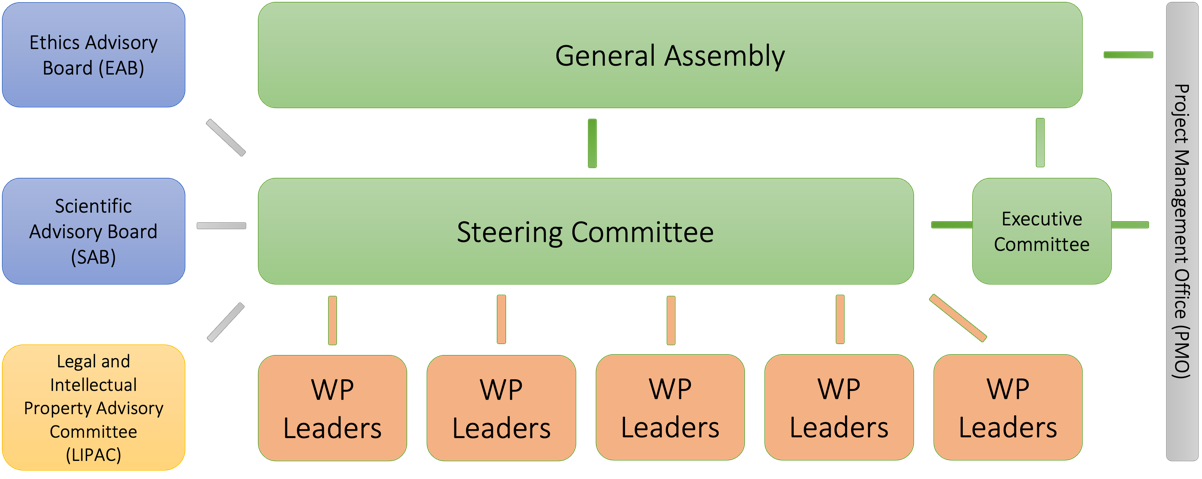 Ethics Advisory
Board (EAB)
General Assembly
Scientific
Advisory Board
(SAB)
Steering Committee
Executive
Committee
Project Management Office (PMO)
Legal and
Intellectual
Property Advisory
Committee
(LIPAC)
WP
Leaders
WP
Leaders
WP
Leaders
WP
Leaders
WP
Leaders